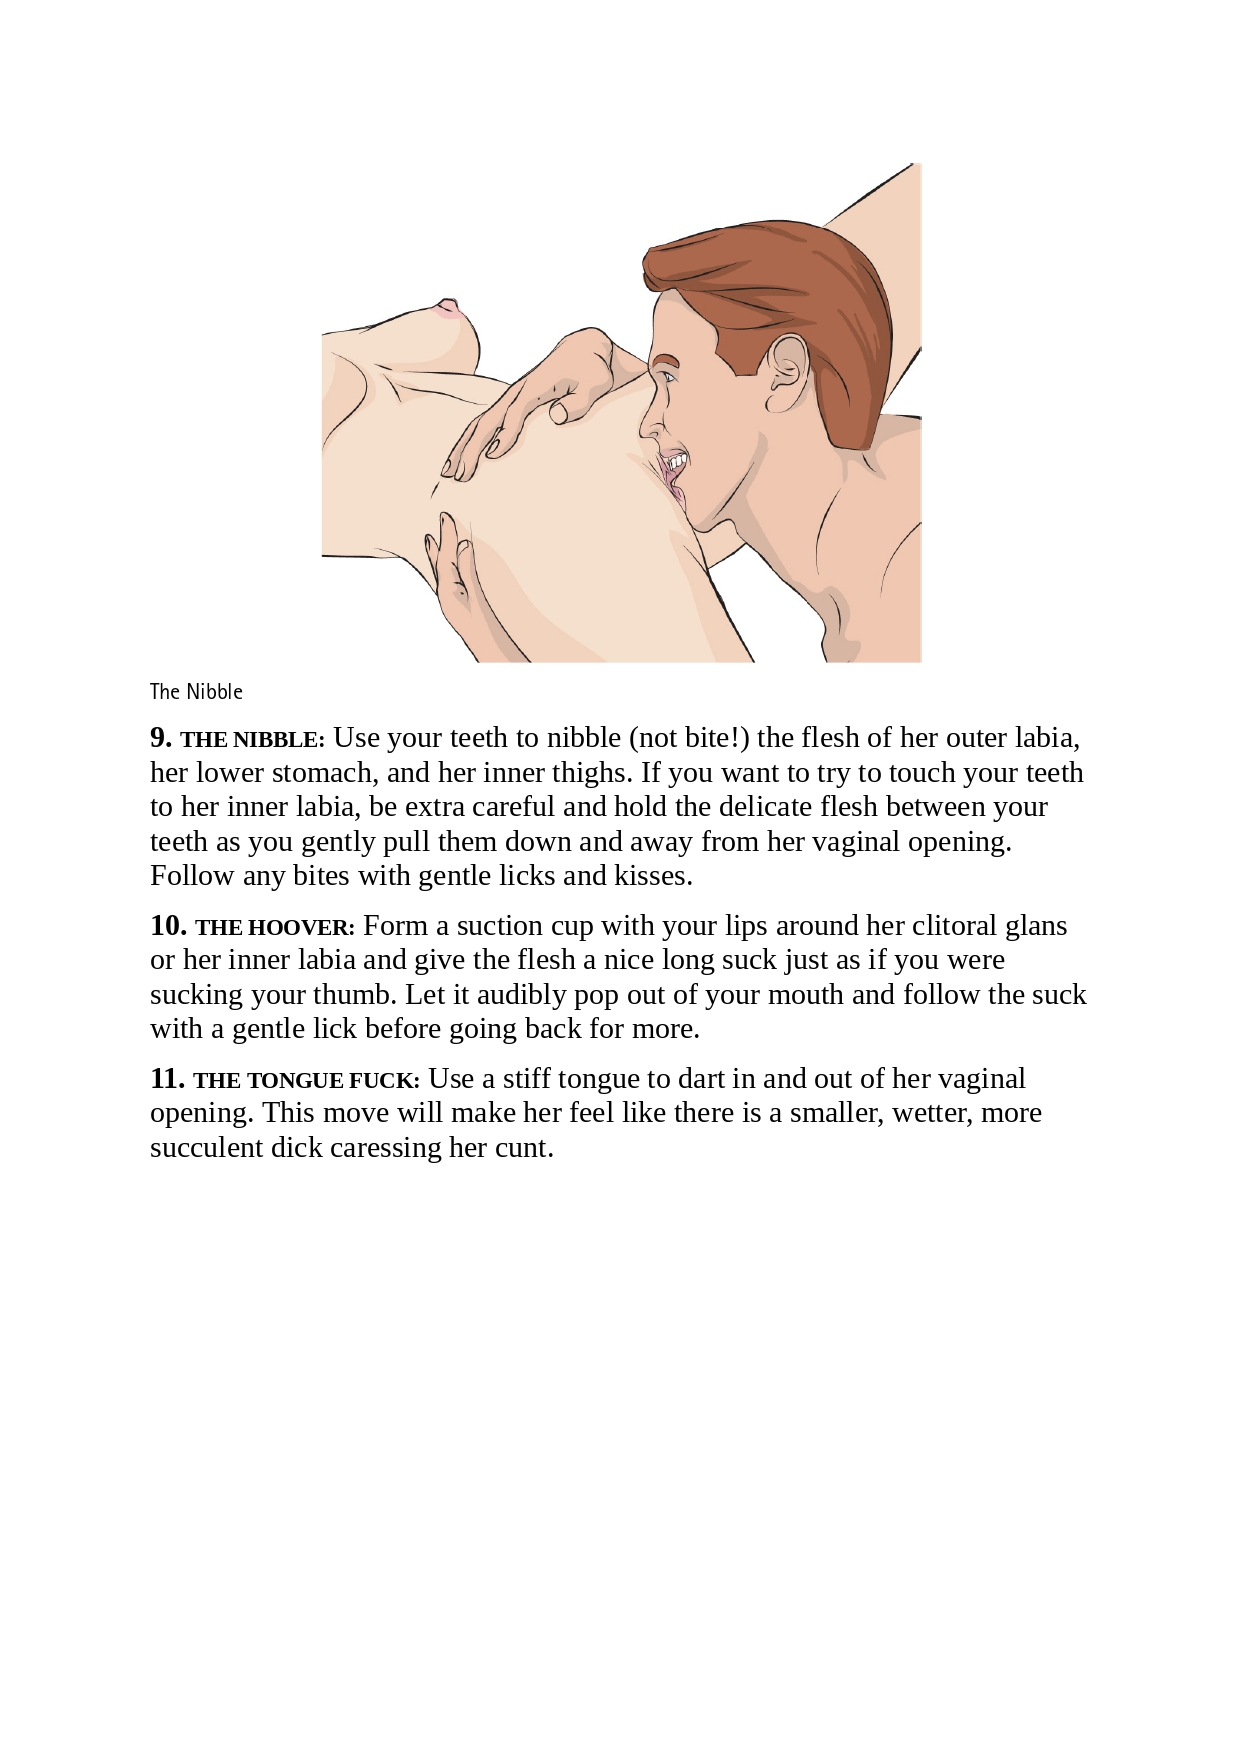 The Nibble
9. THE NIBBLE: Use your teeth to nibble (not bite!) the flesh of her outer labia,
her lower stomach, and her inner thighs. If you want to try to touch your teeth
to her inner labia, be extra careful and hold the delicate flesh between your
teeth as you gently pull them down and away from her vaginal opening.
Follow any bites with gentle licks and kisses.
10. THE HOOVER: Form a suction cup with your lips around her clitoral glans
or her inner labia and give the flesh a nice long suck just as if you were
sucking your thumb. Let it audibly pop out of your mouth and follow the suck
with a gentle lick before going back for more.
11. THE TONGUE FUCK: Use a stiff tongue to dart in and out of her vaginal
opening. This move will make her feel like there is a smaller, wetter, more
succulent dick caressing her cunt.